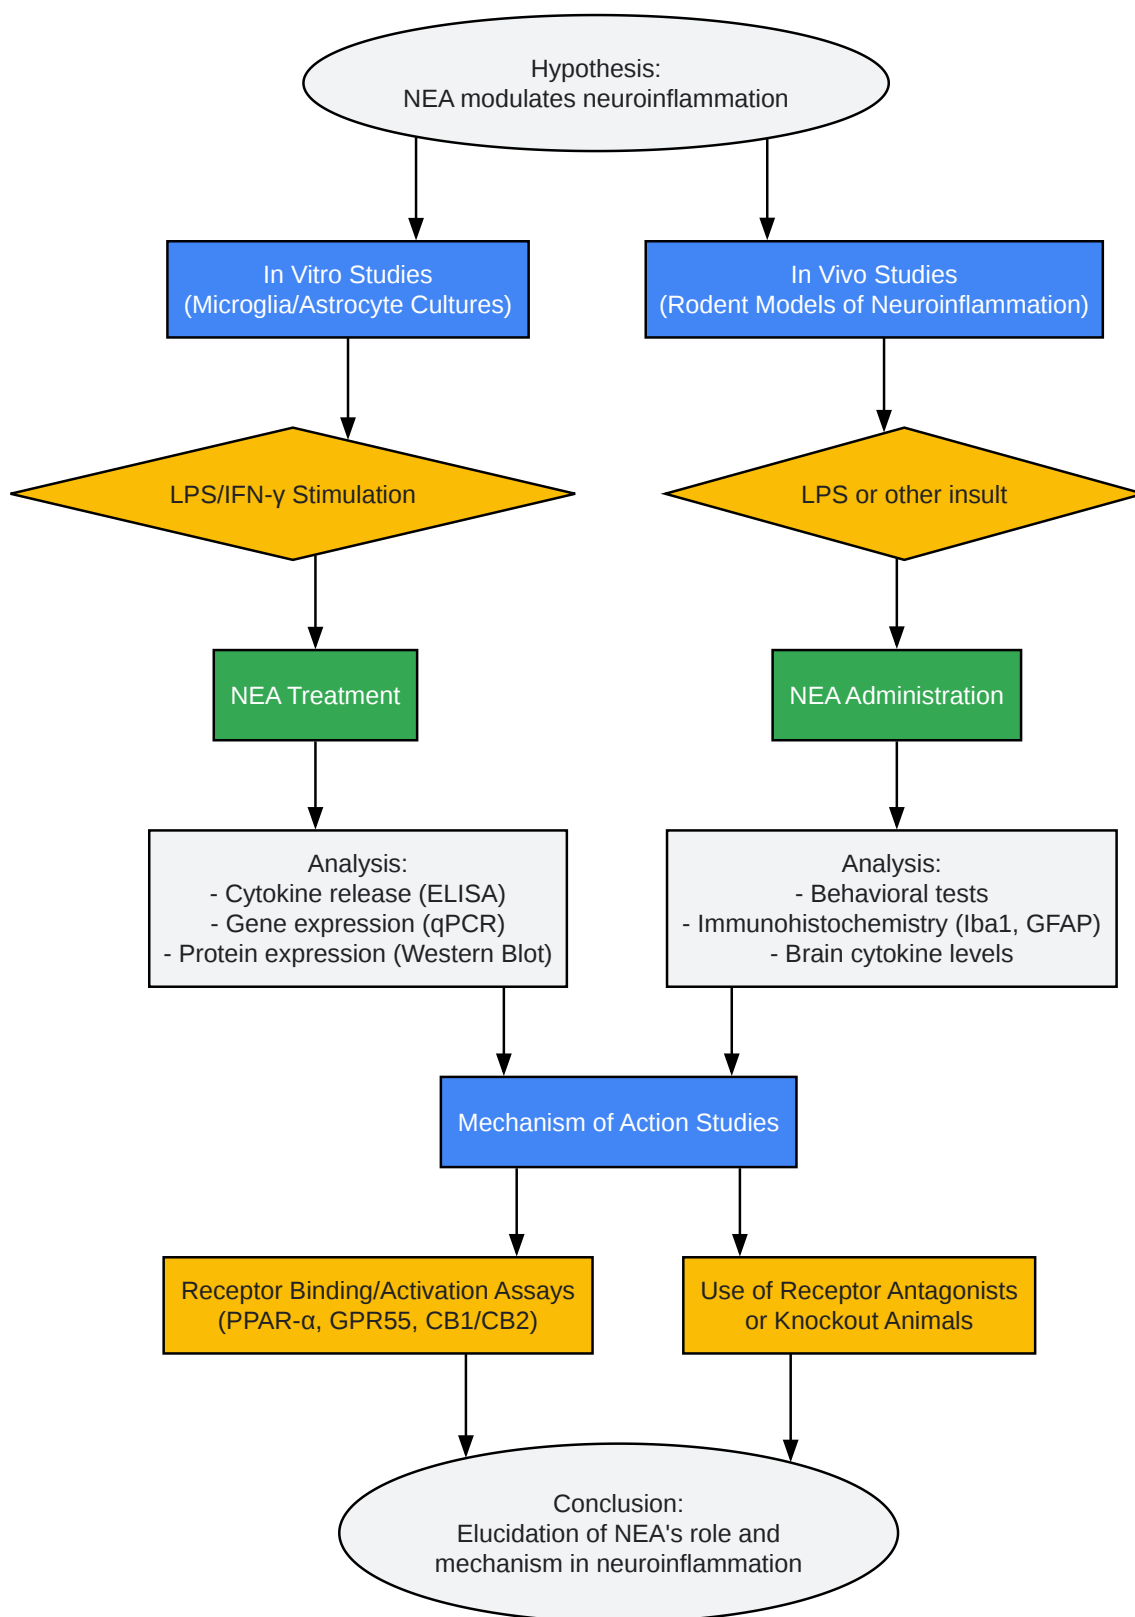 Hypothesis:
NEA modulates neuroinflammation
In Vitro Studies
(Microglia/Astrocyte Cultures)
In Vivo Studies
(Rodent Models of Neuroinflammation)
LPS/IFN-γ Stimulation
LPS or other insult
NEA Treatment
NEA Administration
Analysis:
- Cytokine release (ELISA)
- Gene expression (qPCR)
- Protein expression (Western Blot)
Analysis:
- Behavioral tests
- Immunohistochemistry (Iba1, GFAP)
- Brain cytokine levels
Mechanism of Action Studies
Receptor Binding/Activation Assays
(PPAR-α, GPR55, CB1/CB2)
Use of Receptor Antagonists
or Knockout Animals
Conclusion:
Elucidation of NEA's role and
mechanism in neuroinflammation